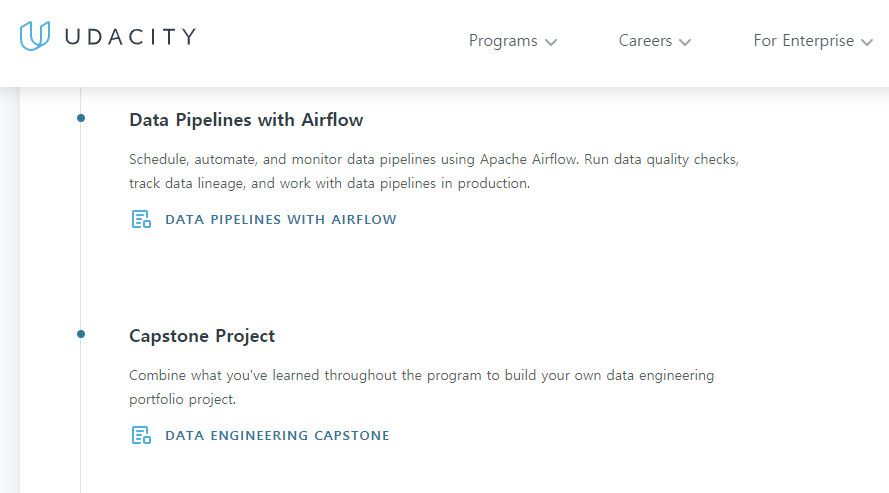 UDACITY
Programs
Careers
For Enterprise
Data Pipelines with Airflow
Schedule, automate, and monitor data pipelines using Apache Airflow. Run data quality checks,
track data lineage, and work with data pipelines in production.
DATA PIPELINES WITH AIRFLOW
Capstone Project
Combine what you've learned throughout the program to build your own data engineering
portfolio project.
DATA ENGINEERING CAPSTONE